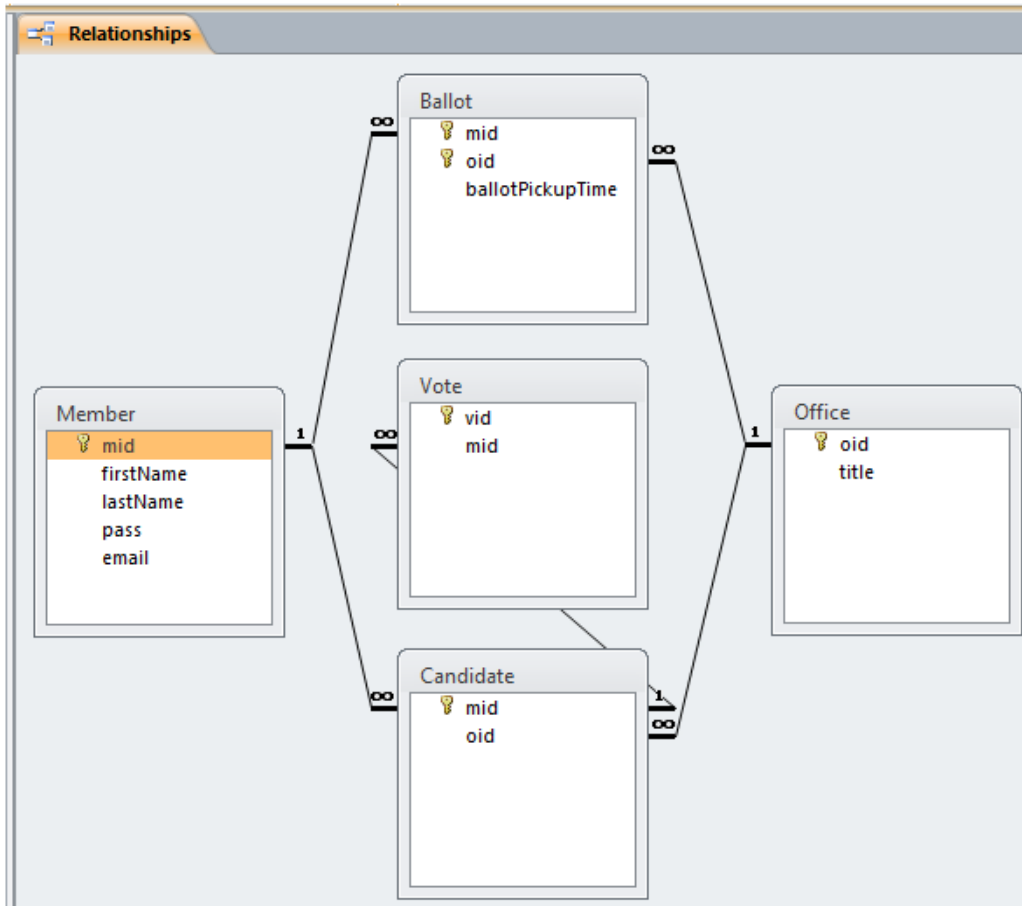 Relationships
Ballot
mid
oid
ballotPickupTime
∞
∞
Vote
vid
mid
∞
Member
mid
firstName
lastName
pass
email
1
Office
oid
title
1
Candidate
mid
oid
∞
1
∞